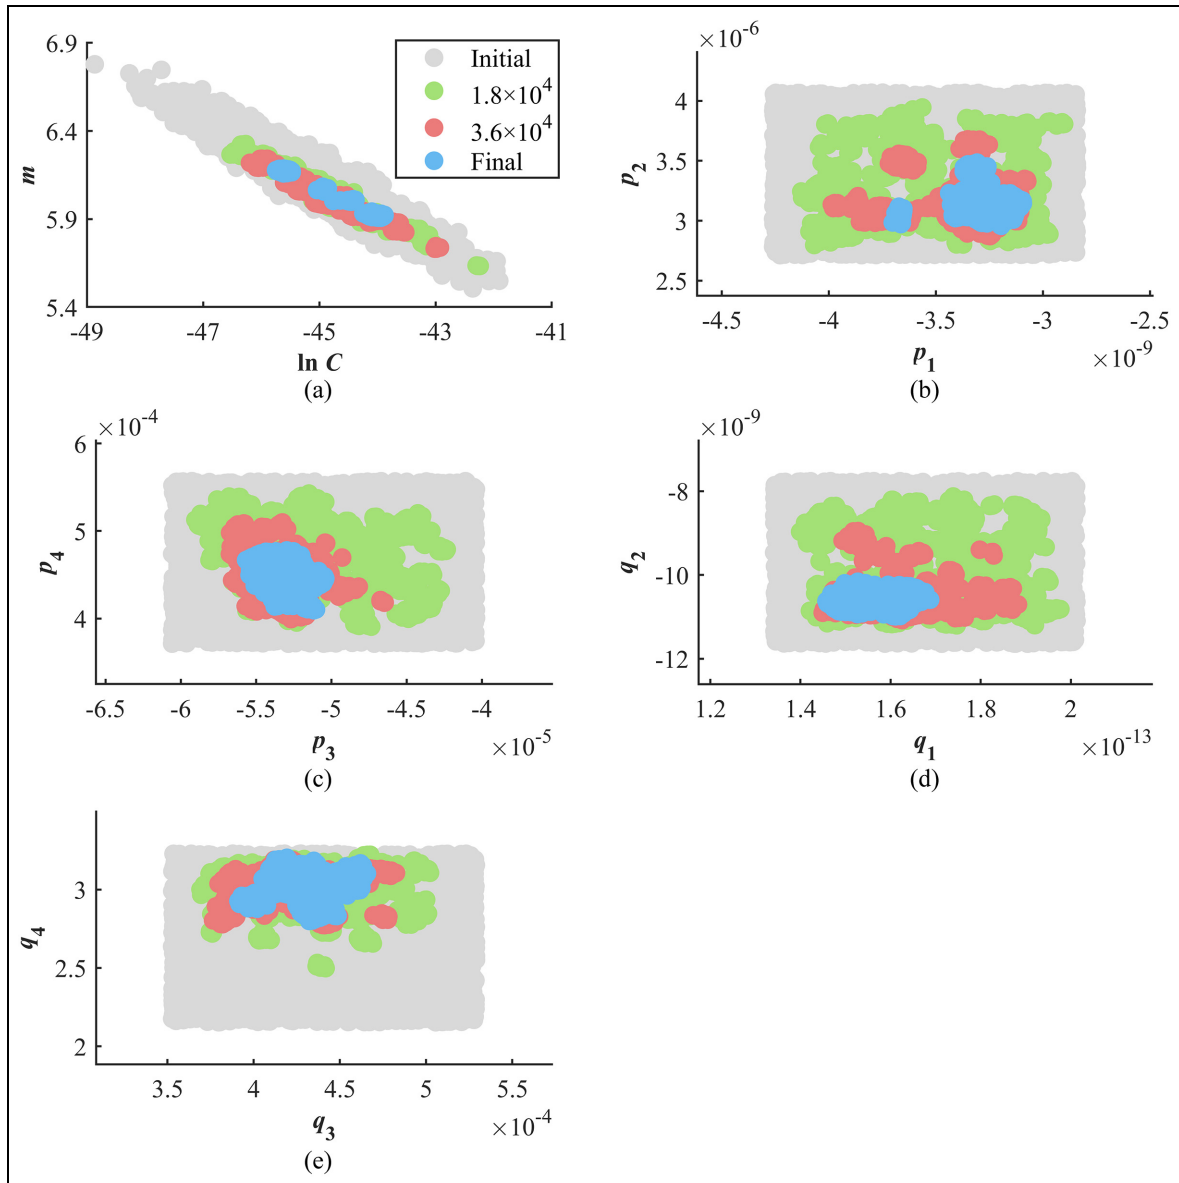 6.9
6.4
5.9
5.4
m
-49 -47 -45 -43 -41
ln C
(a)
Initial
1.8×10⁴
3.6×10⁴
Final
×10⁻⁶
4
3.5
3
2.5
p₂
-4.5 -4 -3.5 -3 -2.5
p₁
×10⁻⁹
(b)
×10⁻⁴
6
5
4
p₄
-6.5 -6 -5.5 -5 -4.5 -4
p₃
×10⁻⁵
(c)
×10⁻⁹
-8
-10
-12
q₂
1.2 1.4 1.6 1.8 2
q₁
×10⁻¹³
(d)
3
2.5
2
q₄
3.5 4 4.5 5 5.5
q₃
×10⁻⁴
(e)